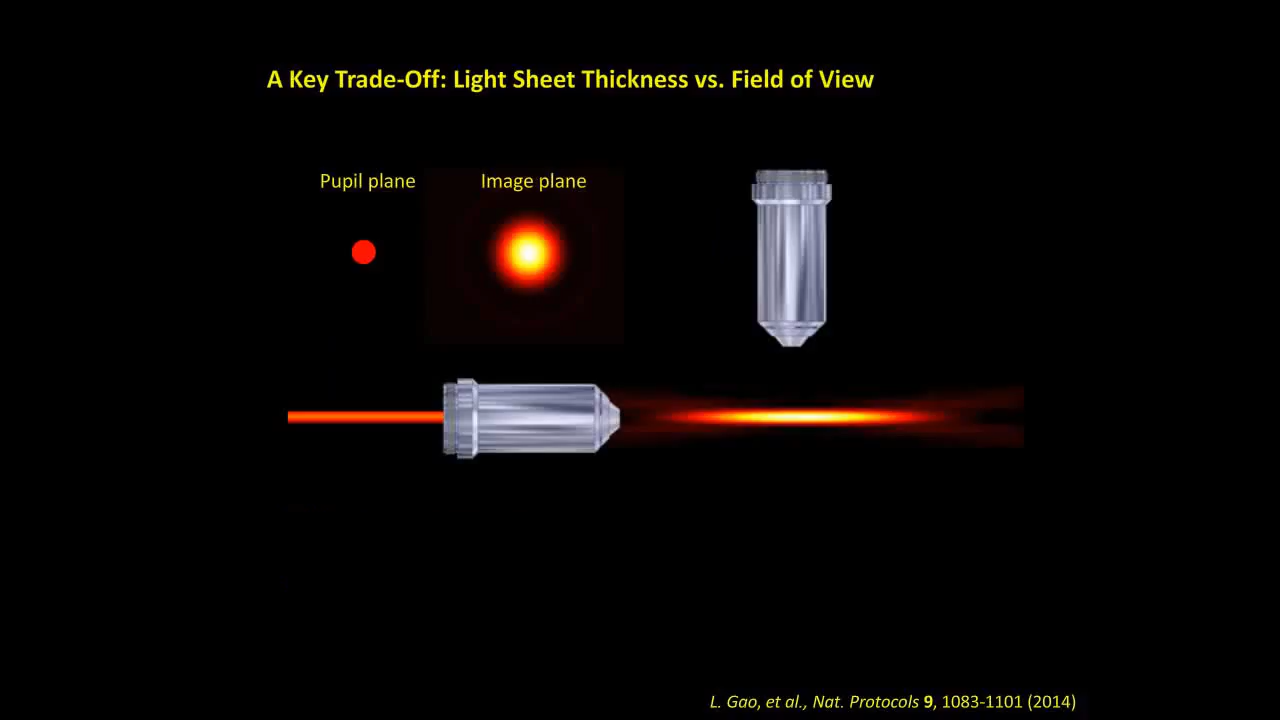 A Key Trade-Off: Light Sheet Thickness vs. Field of View
Pupil plane
Image plane
L. Gao, et al., Nat. Protocols 9, 1083-1101 (2014)